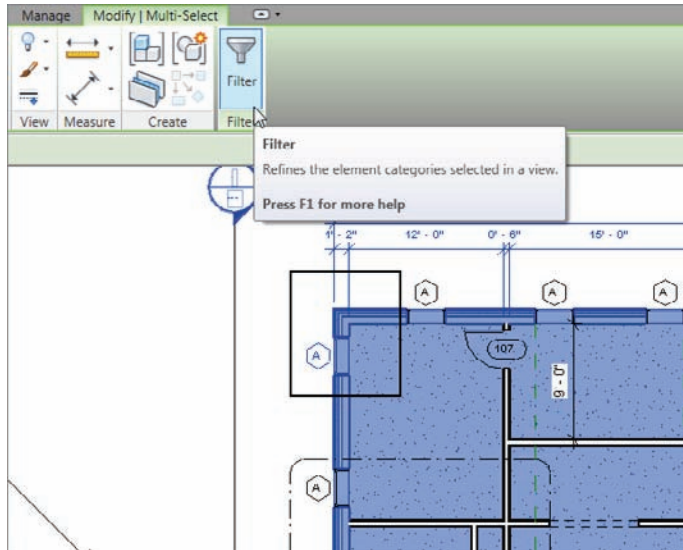 Manage Modify | Multi-Select
Filter
View Measure Create Filter
Filter
Refines the element categories selected in a view.
Press F1 for more help
1' - 2" 12' - 0" 0' - 6" 15' - 0"
A A A
107
A
9' - 0"
A